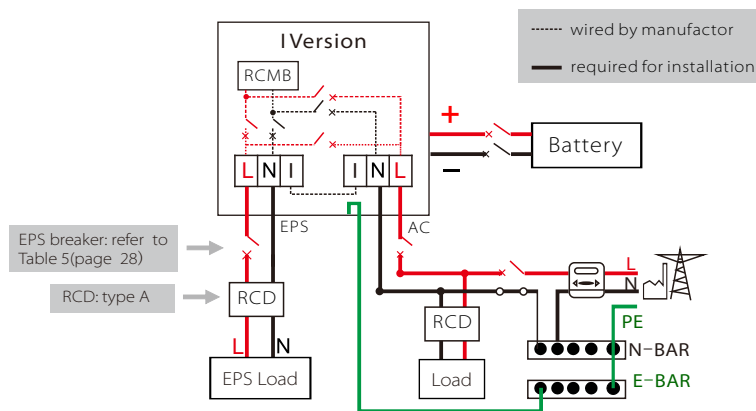 I Version
RCMB
L N I
I N L
EPS
AC
+
−
Battery
wired by manufactor
required for installation
EPS breaker: refer to
Table 5(page 28)
RCD: type A
RCD
L
N
EPS Load
RCD
Load
L
N
PE
N-BAR
E-BAR